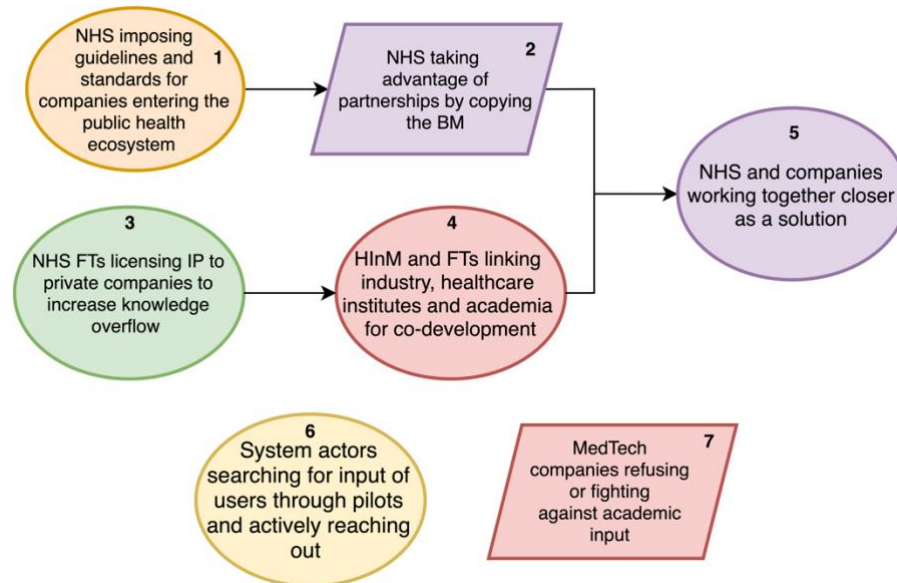 1
NHS imposing
guidelines and
standards for
companies entering the
public health
ecosystem
2
NHS taking
advantage of
partnerships by copying
the BM
3
NHS FTs licensing IP to
private companies to
increase knowledge
overflow
4
HInM and FTs linking
industry, healthcare
institutes and academia
for co-development
5
NHS and companies
working together closer
as a solution
6
System actors
searching for input of
users through pilots
and actively reaching
out
7
MedTech
companies refusing
or fighting
against academic
input